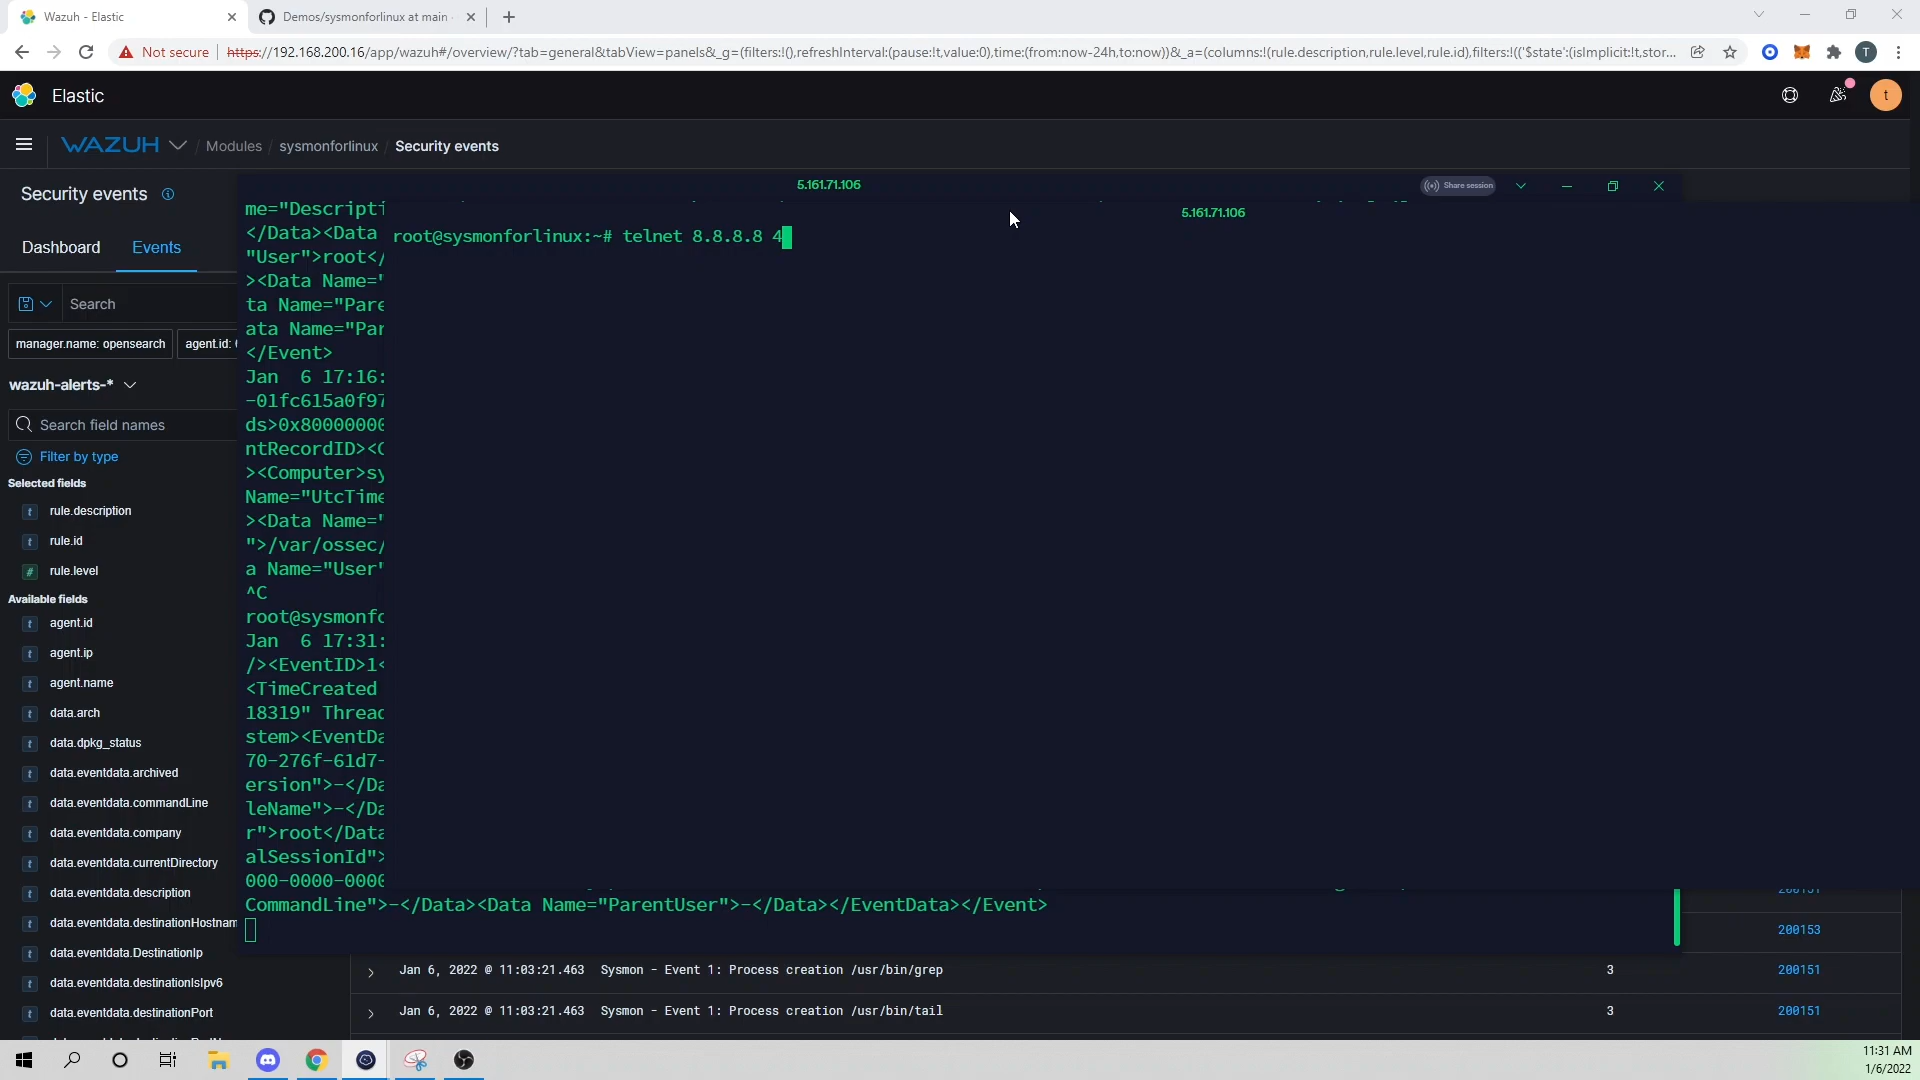 Wazuh - Elastic
Demos/sysmonforlinux at main
Not secure
https://192.168.200.16/app/wazuh#/overview/?tab=general&tabView=panels&_g=(filters:!(),refreshInterval:(pause:!t,value:0),time:(from:now-24h,to:now))&_a=(columns:!(rule.description,rule.level,rule.id),filters:!(('$state':(isImplicit:!t,stor...
T
Elastic
t
WAZUH / Modules / sysmonforlinux / Security events
Security events
Dashboard
Events
Search
manager.name: opensearch
agent.id:
wazuh-alerts-*
Search field names
Filter by type
Selected fields
t rule.description
t rule.id
# rule.level
Available fields
t agent.id
t agent.ip
t agent.name
t data.arch
t data.dpkg_status
t data.eventdata.archived
t data.eventdata.commandLine
t data.eventdata.company
t data.eventdata.currentDirectory
t data.eventdata.description
t data.eventdata.destinationHostnam
t data.eventdata.DestinationIp
t data.eventdata.destinationIsIpv6
t data.eventdata.destinationPort
5.161.71.106
Share session
me="Descripti
</Data><Data
"User">root</
><Data Name="
ta Name="Pare
ata Name="Par
</Event>
Jan  6 17:16:
-01fc615a0f97
ds>0x80000000
ntRecordID><C
><Computer>sy
Name="UtcTime
><Data Name="
">/var/ossec/
a Name="User"
^C
root@sysmonfo
Jan  6 17:31:
/><EventID>1<
<TimeCreated
18319" Thread
stem><EventDa
70-276f-61d7-
ersion">-</Da
leName">-</Da
r">root</Data
alSessionId">
000-0000-0000
CommandLine">-</Data><Data Name="ParentUser">-</Data></EventData></Event>
5.161.71.106
root@sysmonforlinux:~# telnet 8.8.8.8 4
200153
Jan 6, 2022 @ 11:03:21.463 Sysmon - Event 1: Process creation /usr/bin/grep 3 200151
Jan 6, 2022 @ 11:03:21.463 Sysmon - Event 1: Process creation /usr/bin/tail 3 200151
11:31 AM
1/6/2022